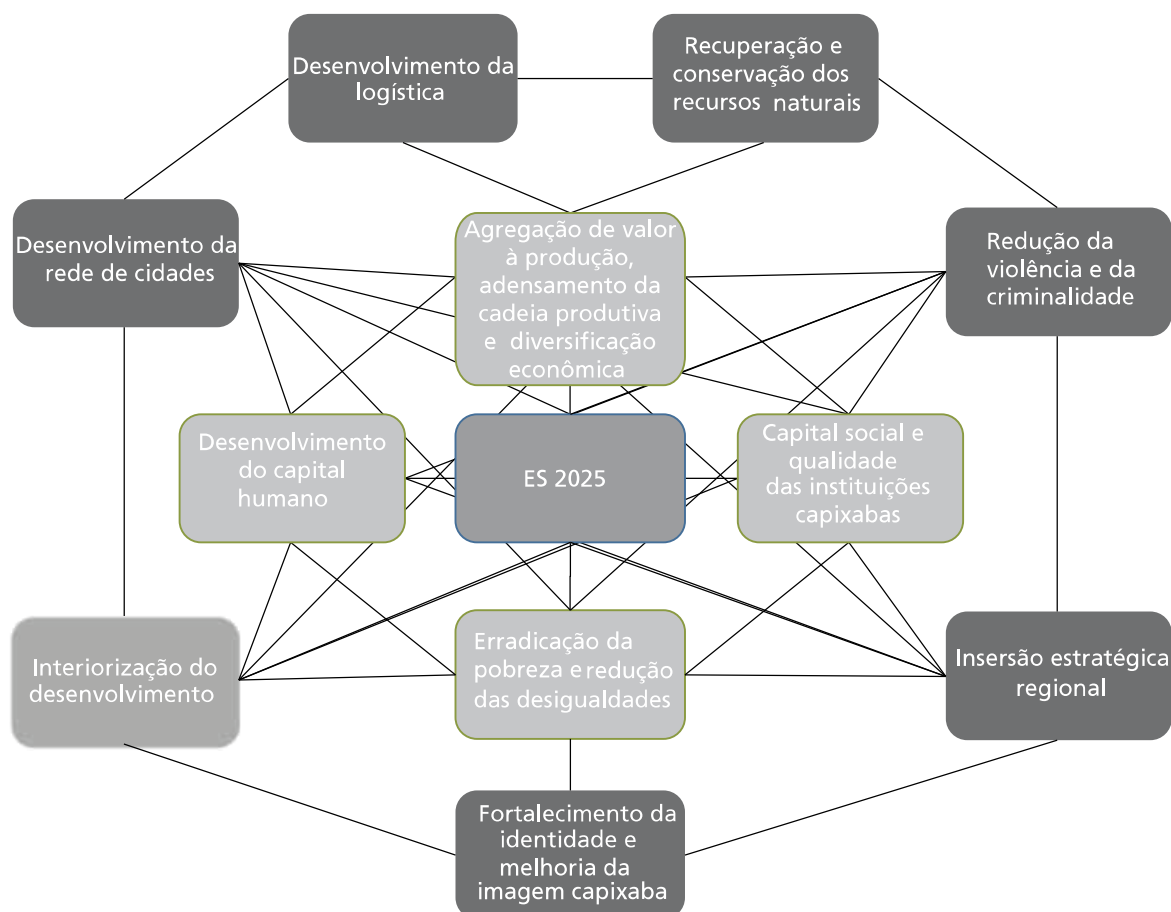 Desenvolvimento da
logística
Recuperação e
conservação dos
recursos naturais
Desenvolvimento da
rede de cidades
Agregação de valor
à produção,
adensamento da
cadeia produtiva
e diversificação
econômica
Redução da
violência e da
criminalidade
Desenvolvimento
do capital
humano
ES 2025
Capital social e
qualidade
das instituições
capixabas
Interiorização do
desenvolvimento
Erradicação da
pobreza e redução
das desigualdades
Insersão estratégica
regional
Fortalecimento da
identidade e
melhoria da
imagem capixaba